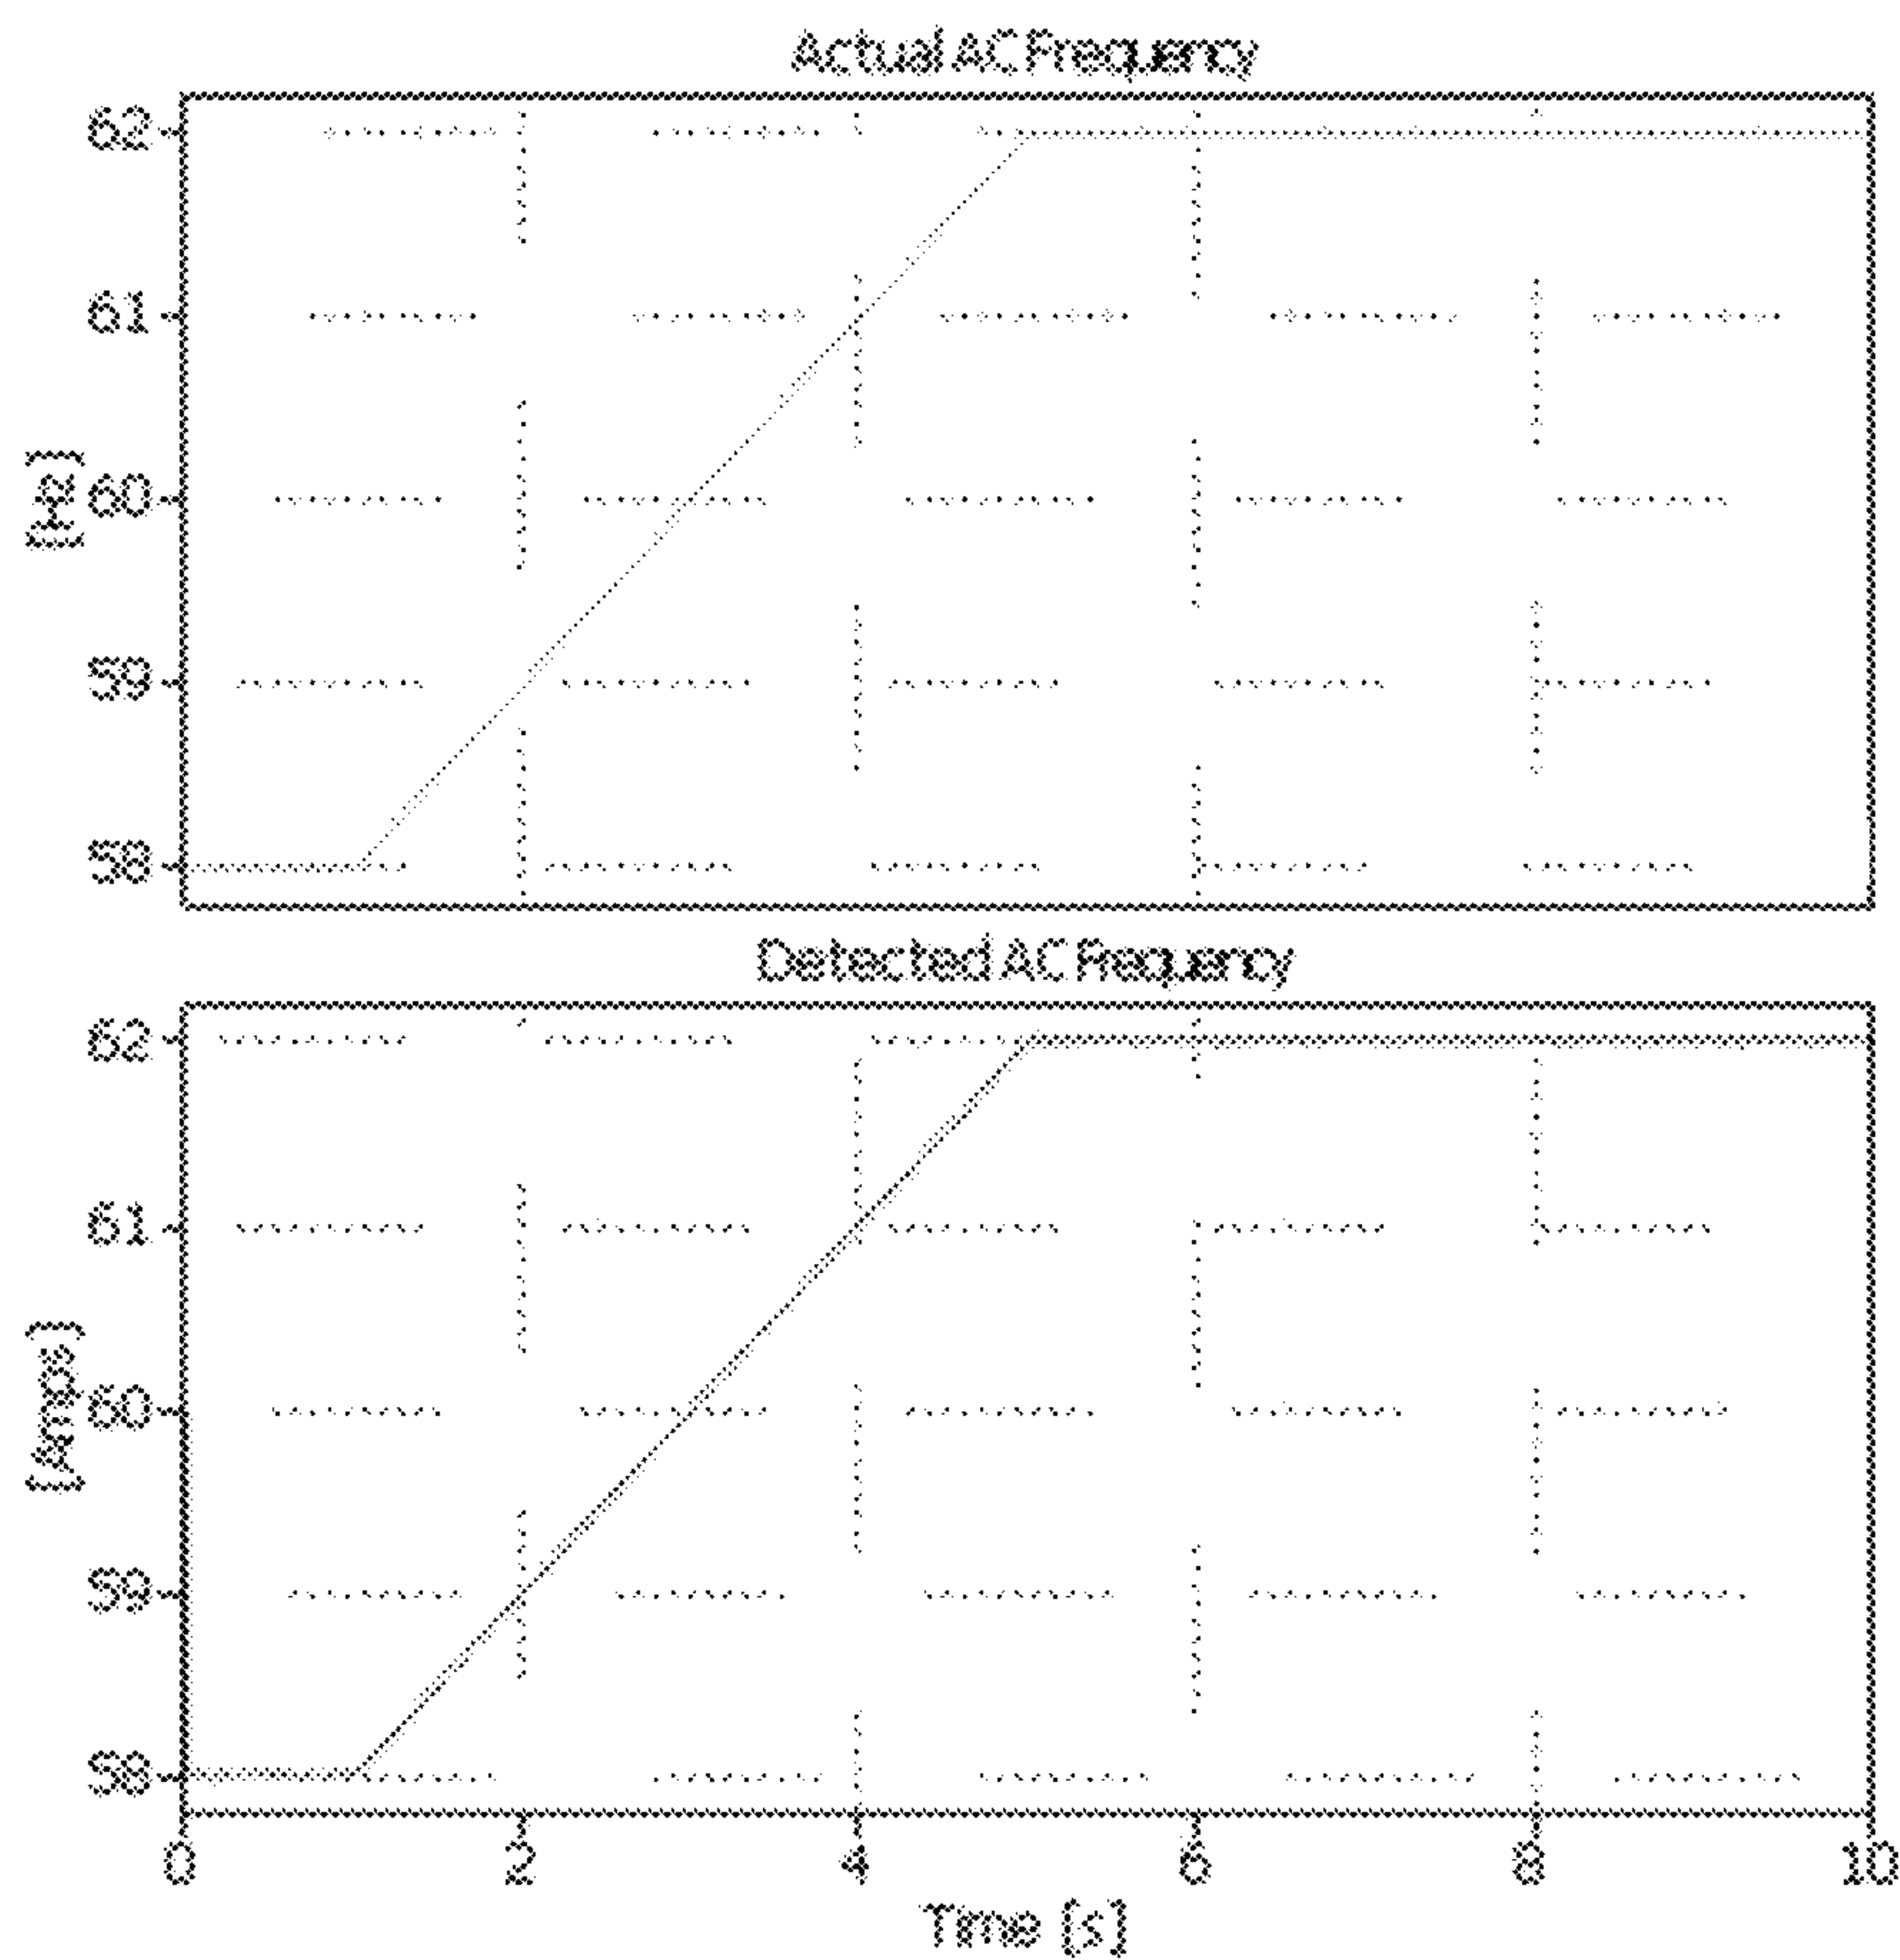 Actual AC Frequency
62
61
60
59
58
[Hz]
Detected AC Frequency
62
61
60
59
58
[Amps]
0 2 4 6 8 10
Time [s]